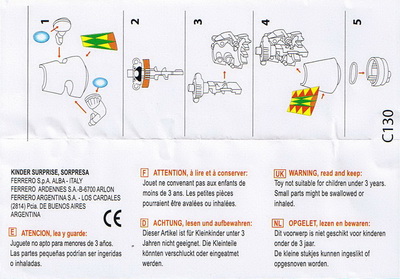 1
2
3
4
5
C130
KINDER SURPRISE, SORPRESA
FERRERO S.p.A. ALBA - ITALY
FERRERO ARDENNES S.A.-B-6700 ARLON
FERRERO ARGENTINA S.A. - LOS CARDALES
(2814) Pcia. DE BUENOS AIRES
ARGENTINA
CE
E ATENCION, lea y guarde:
Juguete no apto para menores de 3 años.
Las partes pequeñas podrían ser ingeridas o
inhaladas.
F ATTENTION, à lire et à conserver:
Jouet ne convenant pas aux enfants de
moins de 3 ans. Les petites pièces
pourraient être avalées ou inhalées.
D ACHTUNG, lesen und aufbewahren:
Dieser Artikel ist für Kleinkinder unter 3
Jahren nicht geeignet. Die Kleinteile
könnten verschluckt oder eingeatmet
werden.
UK WARNING, read and keep:
Toy not suitable for children under 3 years.
Small parts might be swallowed or
inhaled.
NL OPGELET, lezen en bewaren:
Dit voorwerp is niet geschikt voor kinderen
onder de 3 jaar.
De kleine stukjes kunnen ingeslikt of
opgesnoven worden.